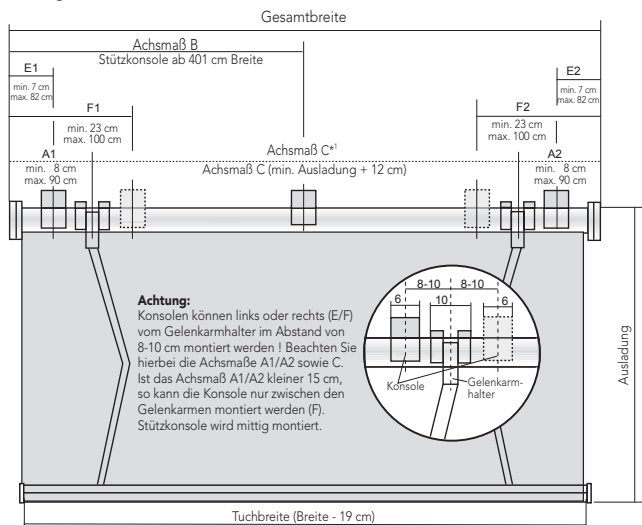 Gesamtbreite
Achsmaß B
Stützkonsole ab 401 cm Breite
E1
min. 7 cm
max. 82 cm
E2
min. 7 cm
max. 82 cm
F1
min. 23 cm
max. 100 cm
F2
min. 23 cm
max. 100 cm
Achsmaß C*1
A1
min. 8 cm
max. 90 cm
Achsmaß C (min. Ausladung + 12 cm)
A2
min. 8 cm
max. 90 cm
Achtung:
Konsolen können links oder rechts (E/F)
vom Gelenkarmhalter im Abstand von
8-10 cm montiert werden ! Beachten Sie
hierbei die Achsmaße A1/A2 sowie C.
Ist das Achsmaß A1/A2 kleiner 15 cm,
so kann die Konsole nur zwischen den
Gelenkarmen montiert werden (F).
Stützkonsole wird mittig montiert.
8-10 8-10
6 10 6
Konsole
Gelenkarm-
halter
Ausladung
Tuchbreite (Breite - 19 cm)